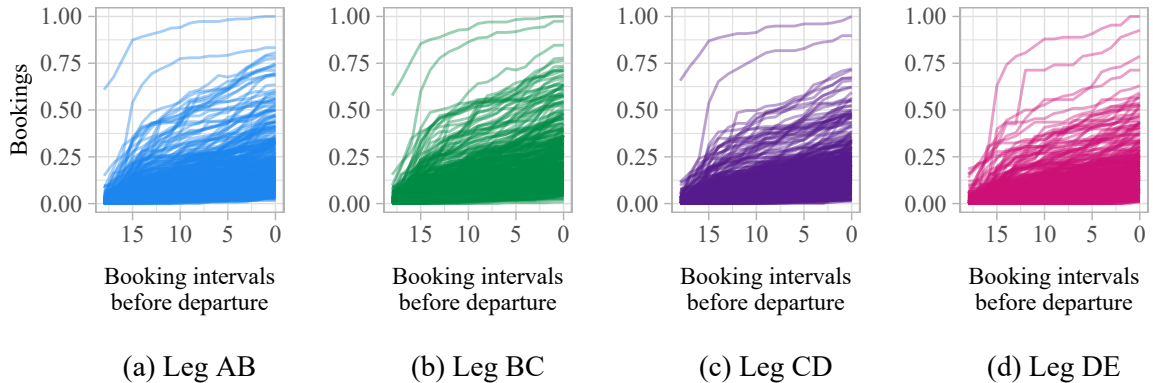 Bookings
1.00
0.75
0.50
0.25
0.00
15 10 5 0
Booking intervals
before departure
(a) Leg AB
1.00
0.75
0.50
0.25
0.00
15 10 5 0
Booking intervals
before departure
(b) Leg BC
1.00
0.75
0.50
0.25
0.00
15 10 5 0
Booking intervals
before departure
(c) Leg CD
1.00
0.75
0.50
0.25
0.00
15 10 5 0
Booking intervals
before departure
(d) Leg DE